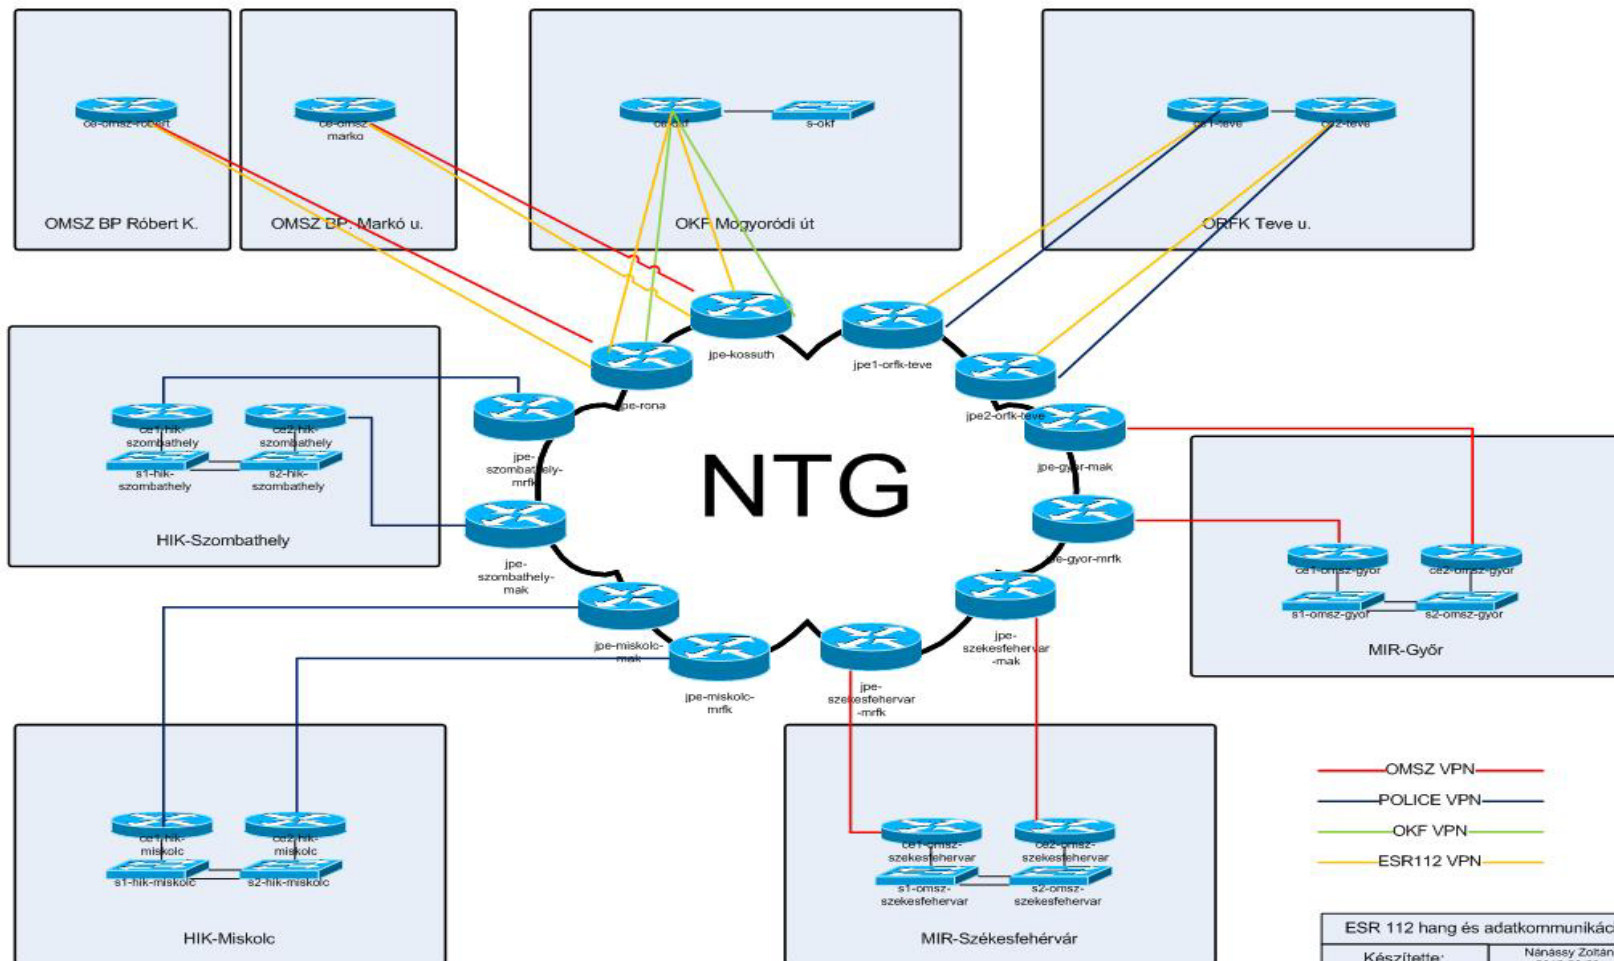 ce-omsz-robert
OMSZ BP Róbert K.
ce-omsz-
marko
OMSZ BP. Markó u.
ce-okf
s-okf
OKF Mogyoródi út
ce1-teve
ce2-teve
ORFK Teve u.
jpe-kossuth
jpe1-orfk-teve
jpe-rona
jpe2-orfk-teve
ce1-hik-
szombathely
ce2-hik-
szombathely
s1-hik-
szombathely
s2-hik-
szombathely
HIK-Szombathely
jpe-
szombathely-
mrfk
jpe-
szombathely-
mak
NTG
jpe-gyor-mak
jpe-gyor-mrfk
ce1-omsz-gyor
ce2-omsz-gyor
s1-omsz-gyor
s2-omsz-gyor
MIR-Győr
jpe-miskolc-
mak
jpe-miskolc-
mrfk
jpe-
szekesfehervar
-mrfk
jpe-
szekesfehervar
-mak
ce1-hik-
miskolc
ce2-hik-
miskolc
s1-hik-miskolc
s2-hik-miskolc
HIK-Miskolc
ce1-omsz-
szekesfehervar
ce2-omsz-
szekesfehervar
s1-omsz-
szekesfehervar
s2-omsz-
szekesfehervar
MIR-Székesfehérvár
OMSZ VPN
POLICE VPN
OKF VPN
ESR112 VPN
ESR 112 hang és adatkommunikác
Készítette:
Nánássy Zoltán